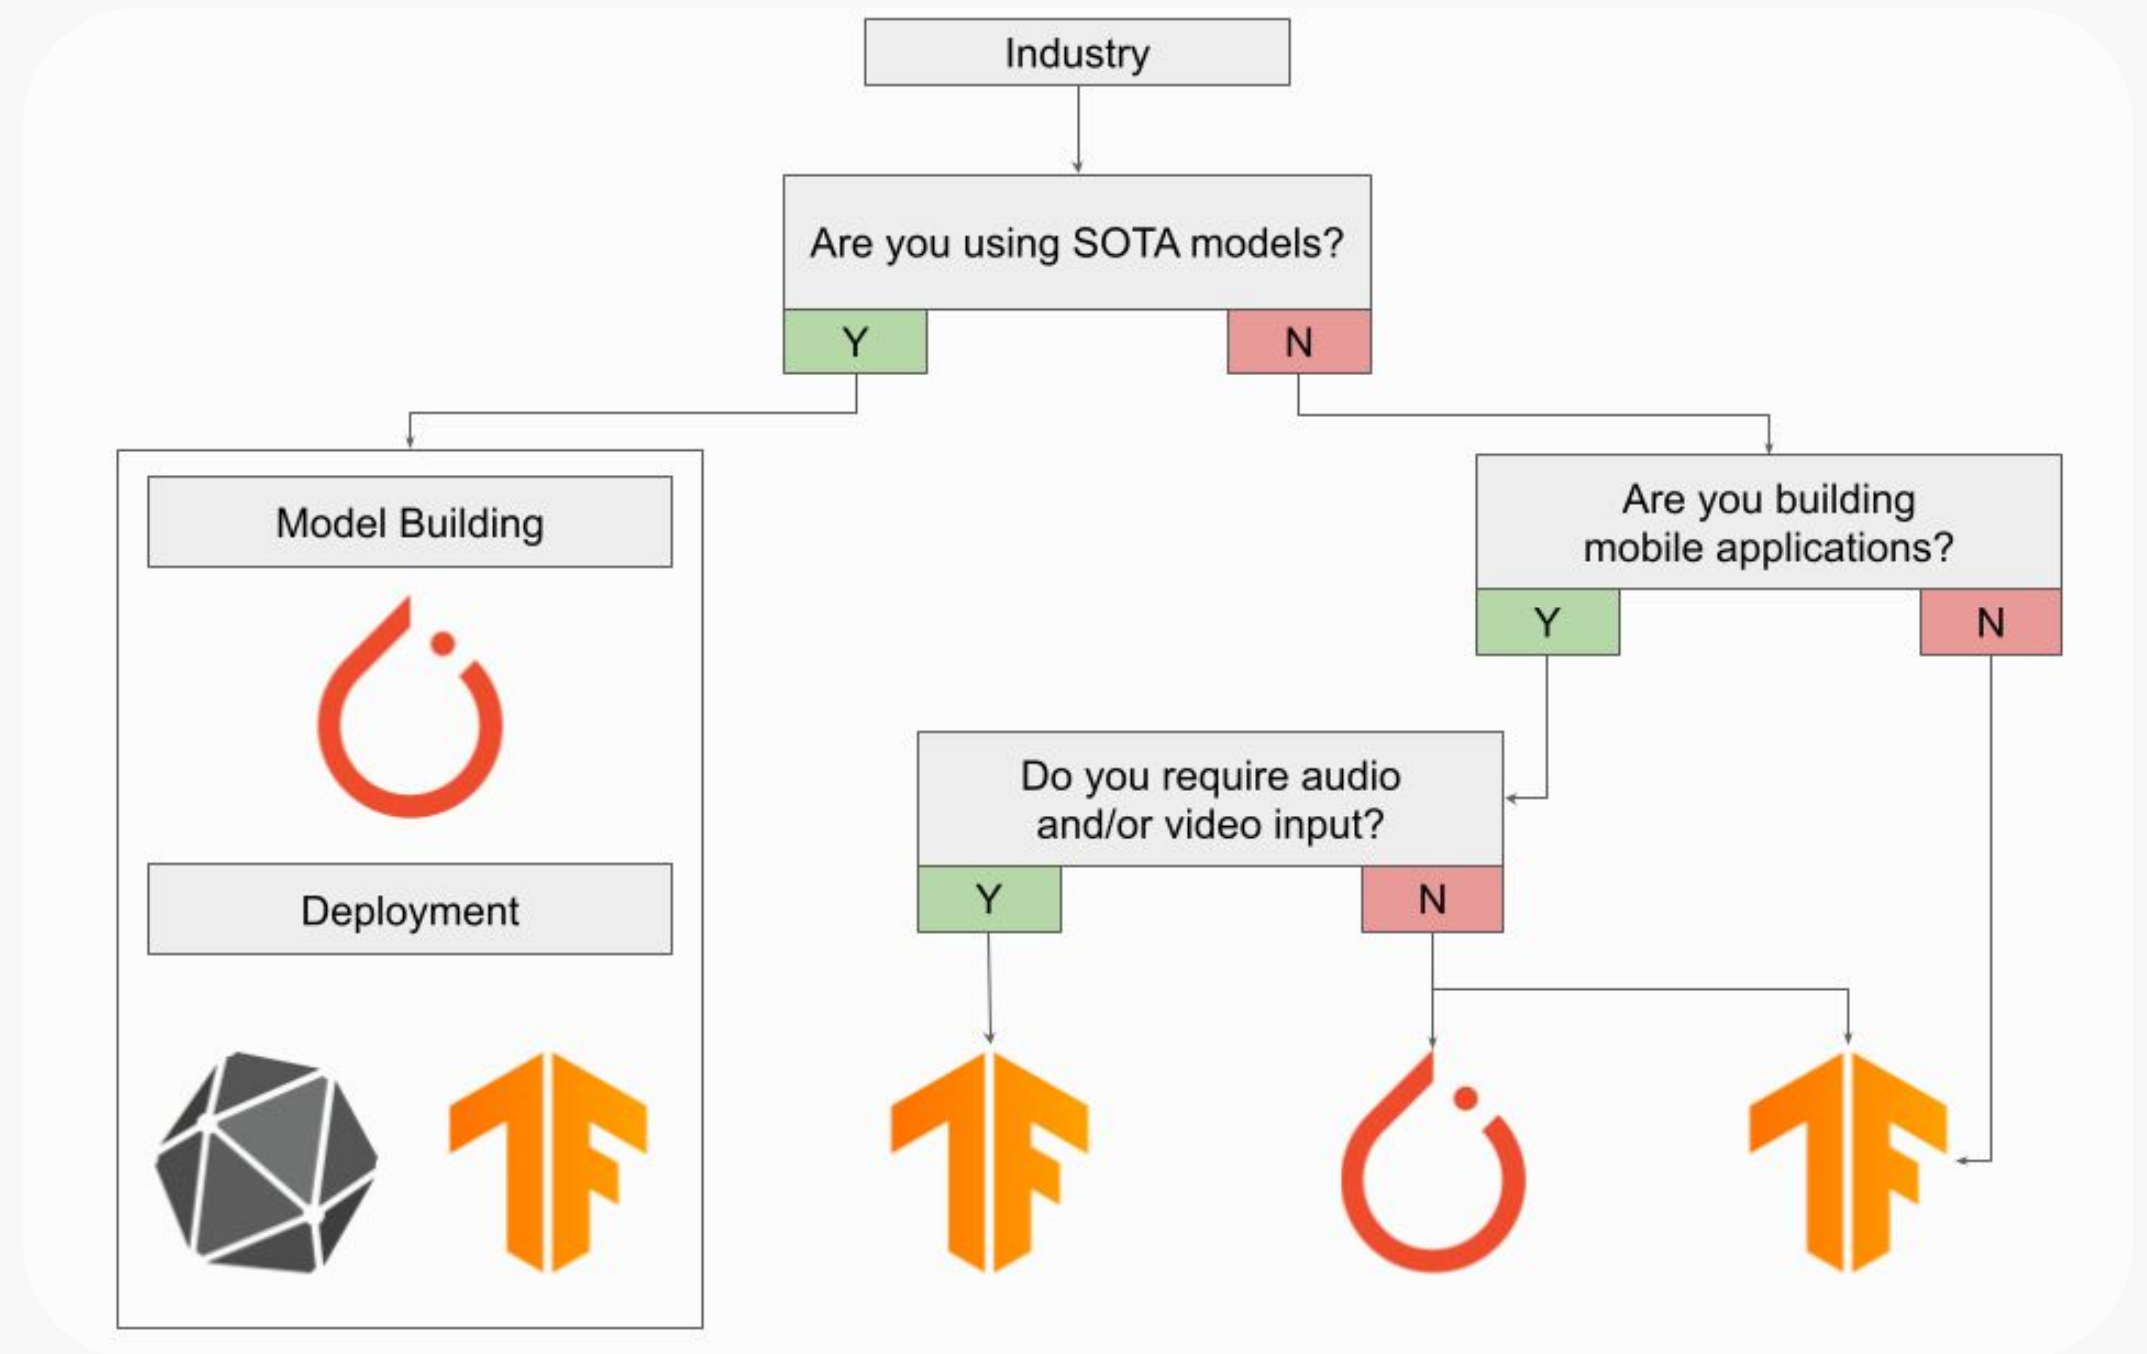 Industry
Are you using SOTA models?
Y
N
Model Building
Deployment
Are you building
mobile applications?
Y
N
Do you require audio
and/or video input?
Y
N